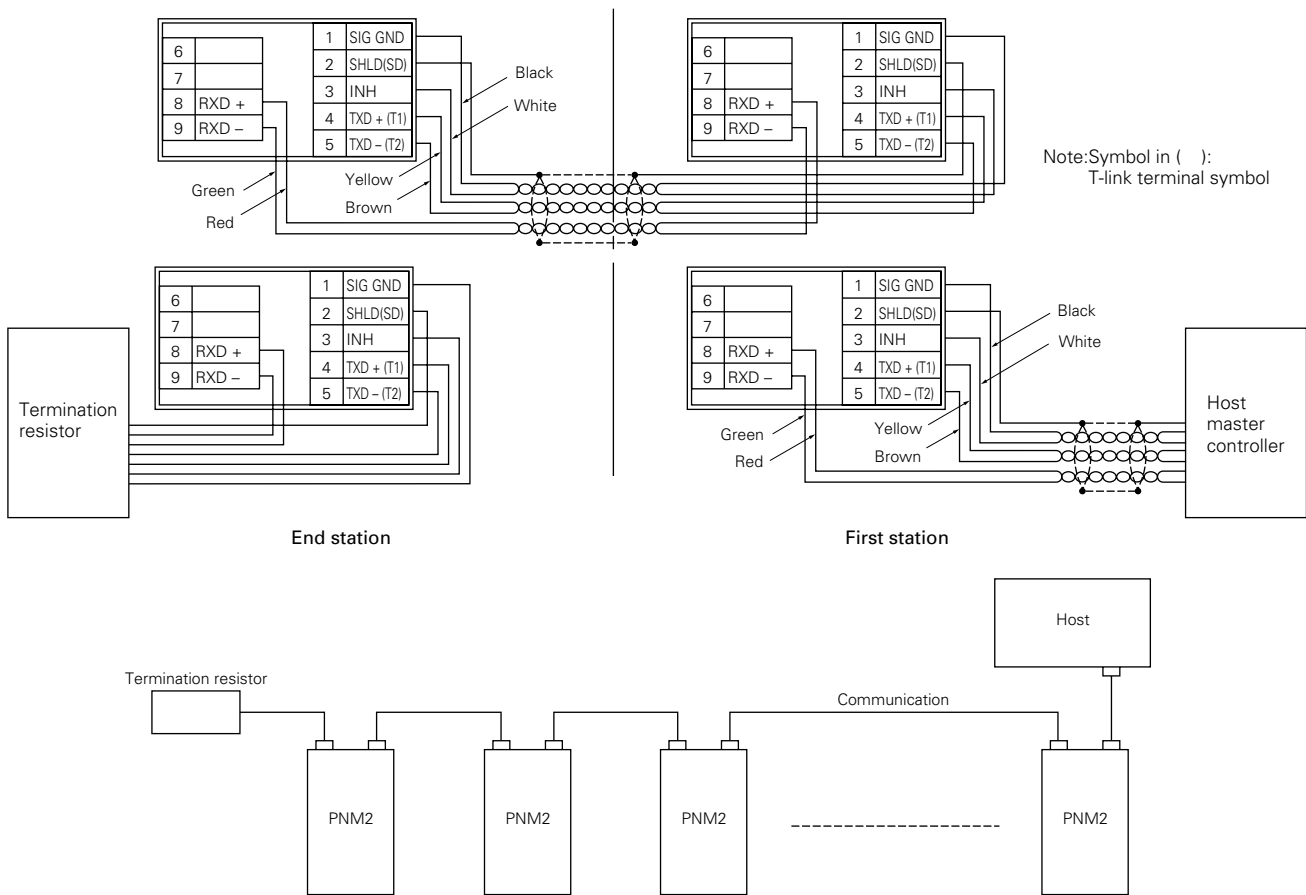 1 SIG GND
6
2 SHLD(SD)
7
3 INH
8 RXD +
4 TXD + (T1)
9 RXD –
5 TXD – (T2)
Black
White
Green
Yellow
Red
Brown
1 SIG GND
6
2 SHLD(SD)
7
3 INH
8 RXD +
4 TXD + (T1)
9 RXD –
5 TXD – (T2)
Note:Symbol in ( ):
T-link terminal symbol
Termination
resistor
1 SIG GND
6
2 SHLD(SD)
7
3 INH
8 RXD +
4 TXD + (T1)
9 RXD –
5 TXD – (T2)
End station
1 SIG GND
6
2 SHLD(SD)
7
3 INH
8 RXD +
4 TXD + (T1)
9 RXD –
5 TXD – (T2)
Black
White
Green
Yellow
Red
Brown
Host
master
controller
First station
Host
Termination resistor
Communication
PNM2
PNM2
PNM2
PNM2